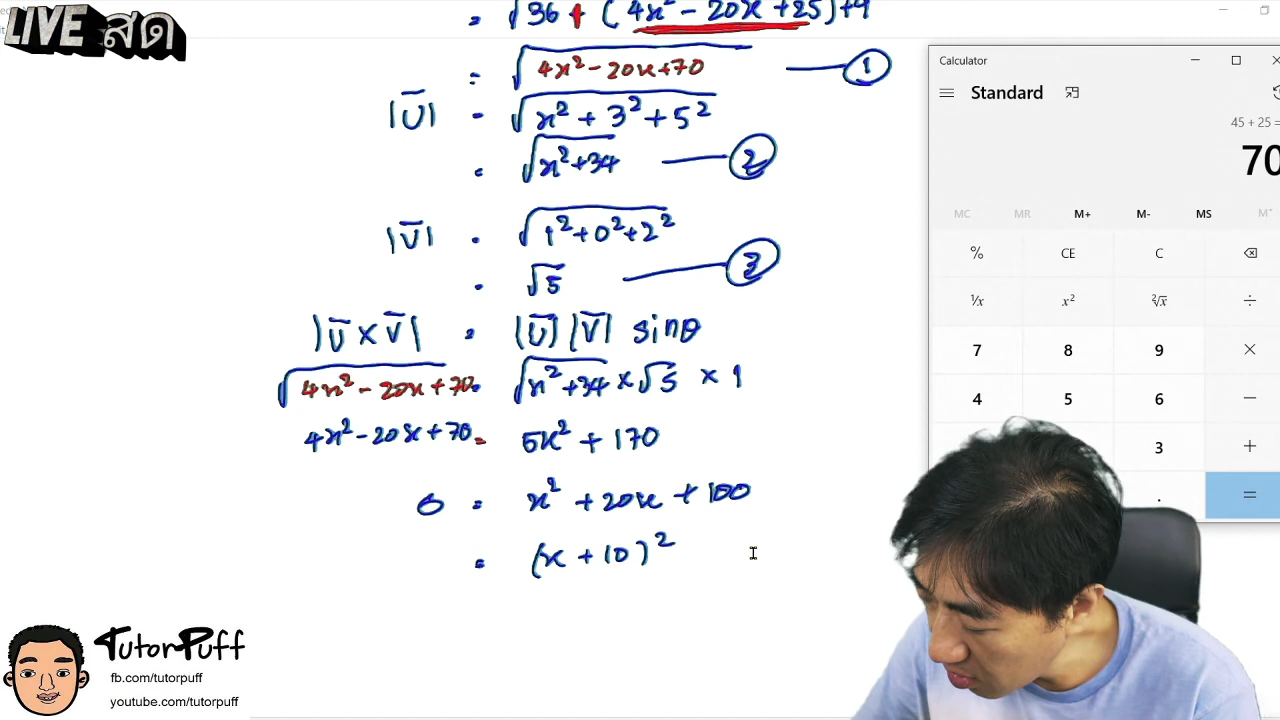 LIVE สด
= √36 + (4x² - 20x + 25) + 9
= √4x² - 20x + 70 — ①
|Ū| = √x² + 3² + 5²
= √x² + 34 — ②
|V̄| = √1² + 0² + 2²
= √5 — ③
|Ū × V̄| = |Ū| |V̄| sinθ
√4x² - 20x + 70 = √x² + 34 × √5 × 1
4x² - 20x + 70 = 5x² + 170
0 = x² + 20x + 100
= (x + 10)²
Calculator
Standard
45 + 25 =
70
MC MR M+ M- MS M˅
% CE C
¹/x x² ²√x ÷
7 8 9 ×
4 5 6 −
3 +
. =
TutorPuff
fb.com/tutorpuff
youtube.com/tutorpuff